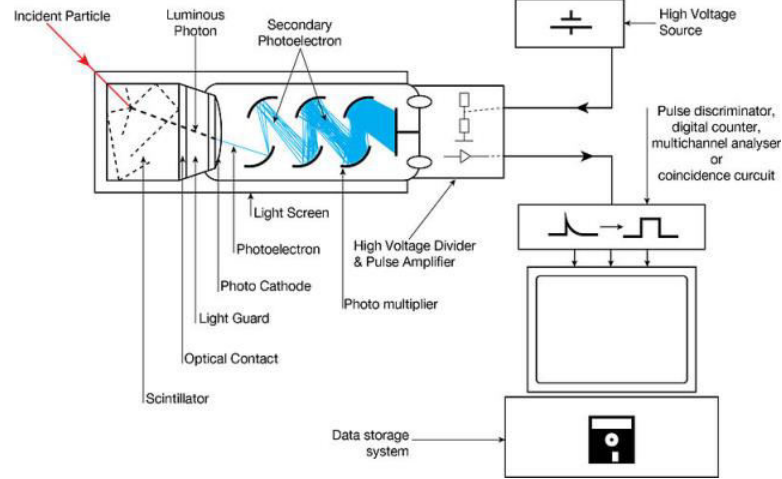 Incident Particle
Luminous
Photon
Secondary
Photoelectron
High Voltage
Source
Pulse discriminator,
digital counter,
multichannel analyser
or
coincidence curcuit
Light Screen
Photoelectron
High Voltage Divider
& Pulse Amplifier
Photo Cathode
Photo multiplier
Light Guard
Optical Contact
Scintillator
Data storage
system